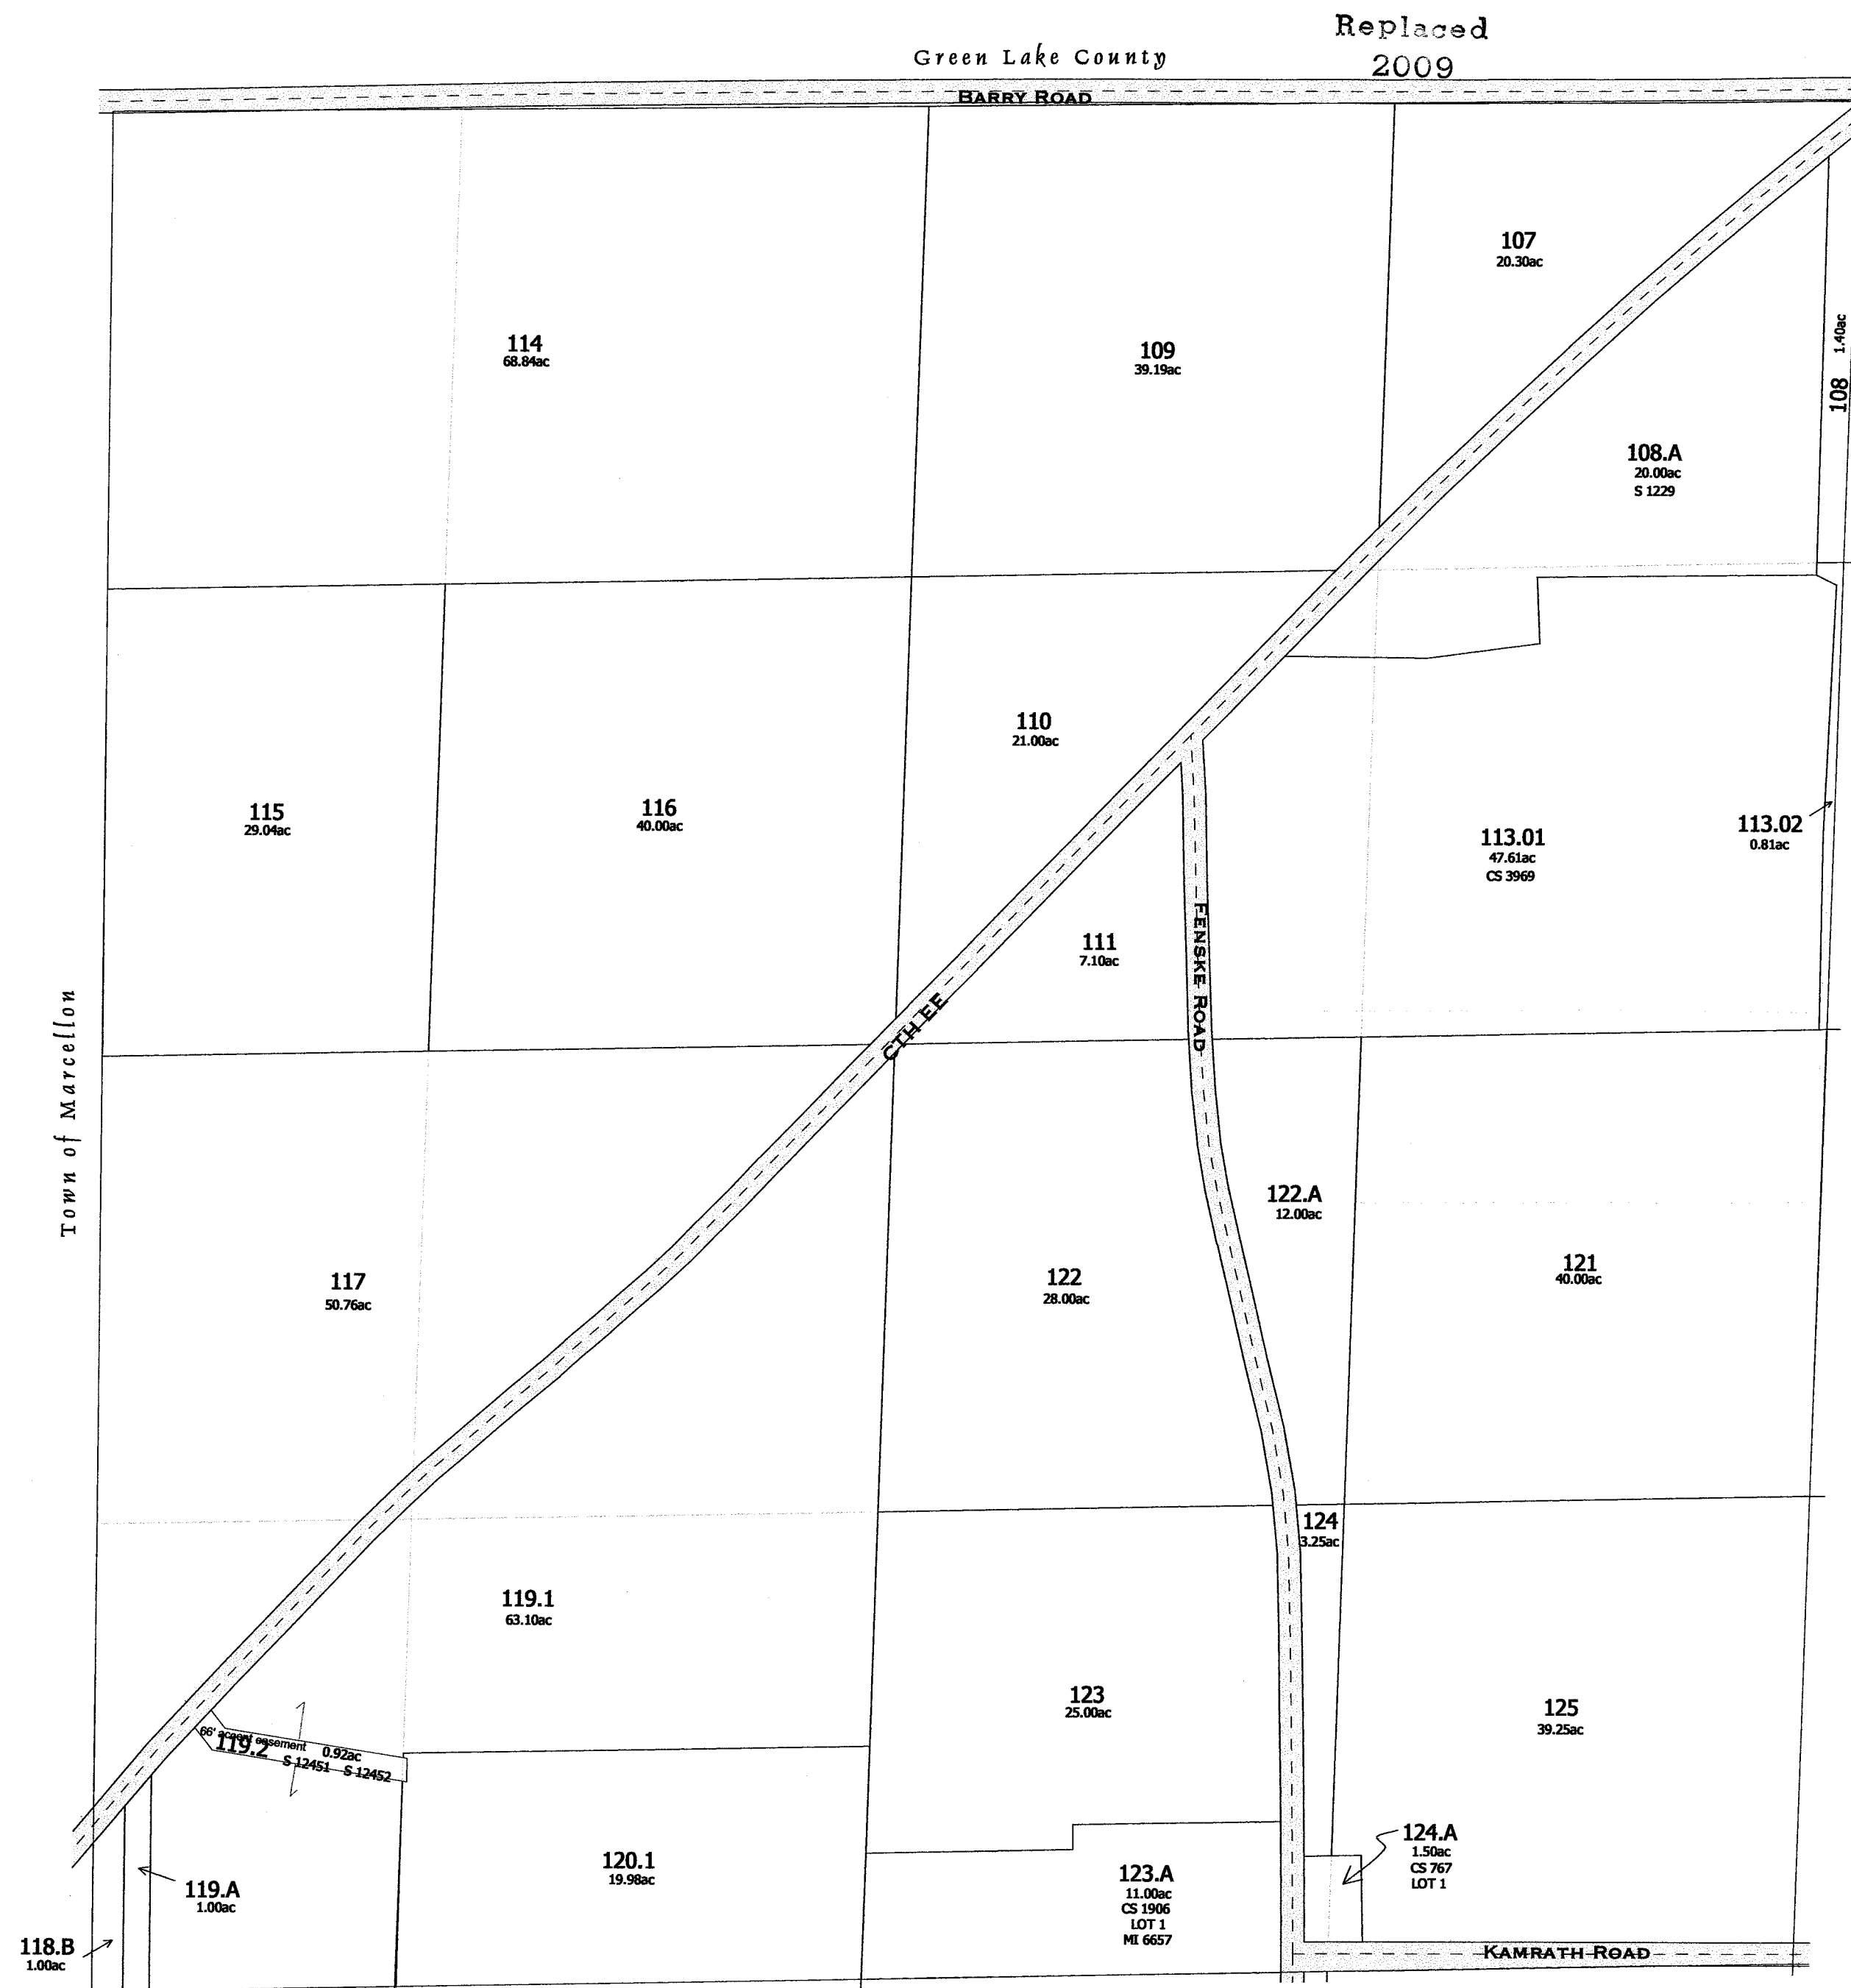 Replaced
2009
Green Lake County
BARRY ROAD
107
20.30ac
114
68.84ac
109
39.19ac
108
1.40ac
108.A
20.00ac
S 1229
110
21.00ac
115
29.04ac
116
40.00ac
113.01
47.61ac
CS 3969
113.02
0.81ac
111
7.10ac
FENSKE ROAD
CTH EE
Town of Marcellon
122.A
12.00ac
117
50.76ac
122
28.00ac
121
40.00ac
124
3.25ac
119.1
63.10ac
123
25.00ac
125
39.25ac
66' easement 0.92ac
119.2 S 12451 S 12452
124.A
1.50ac
CS 767
LOT 1
120.1
19.98ac
123.A
11.00ac
CS 1906
LOT 1
MI 6657
119.A
1.00ac
118.B
1.00ac
KAMRATH ROAD